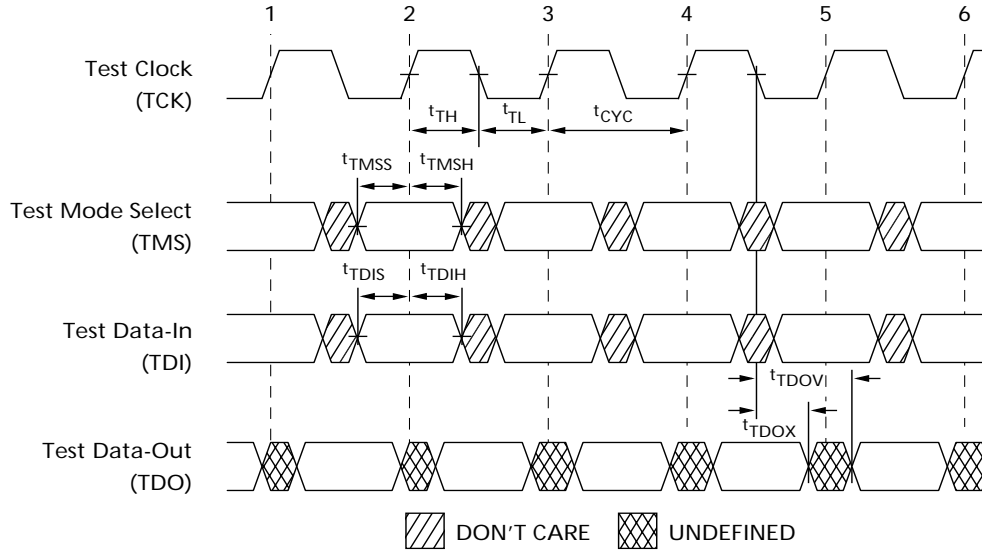 1 2 3 4 5 6
Test Clock
(TCK)
tTH tTL tCYC
tTMSS tTMSH
Test Mode Select
(TMS)
tTDIS tTDIH
Test Data-In
(TDI)
tTDOV
tTDOX
Test Data-Out
(TDO)
DON'T CARE UNDEFINED